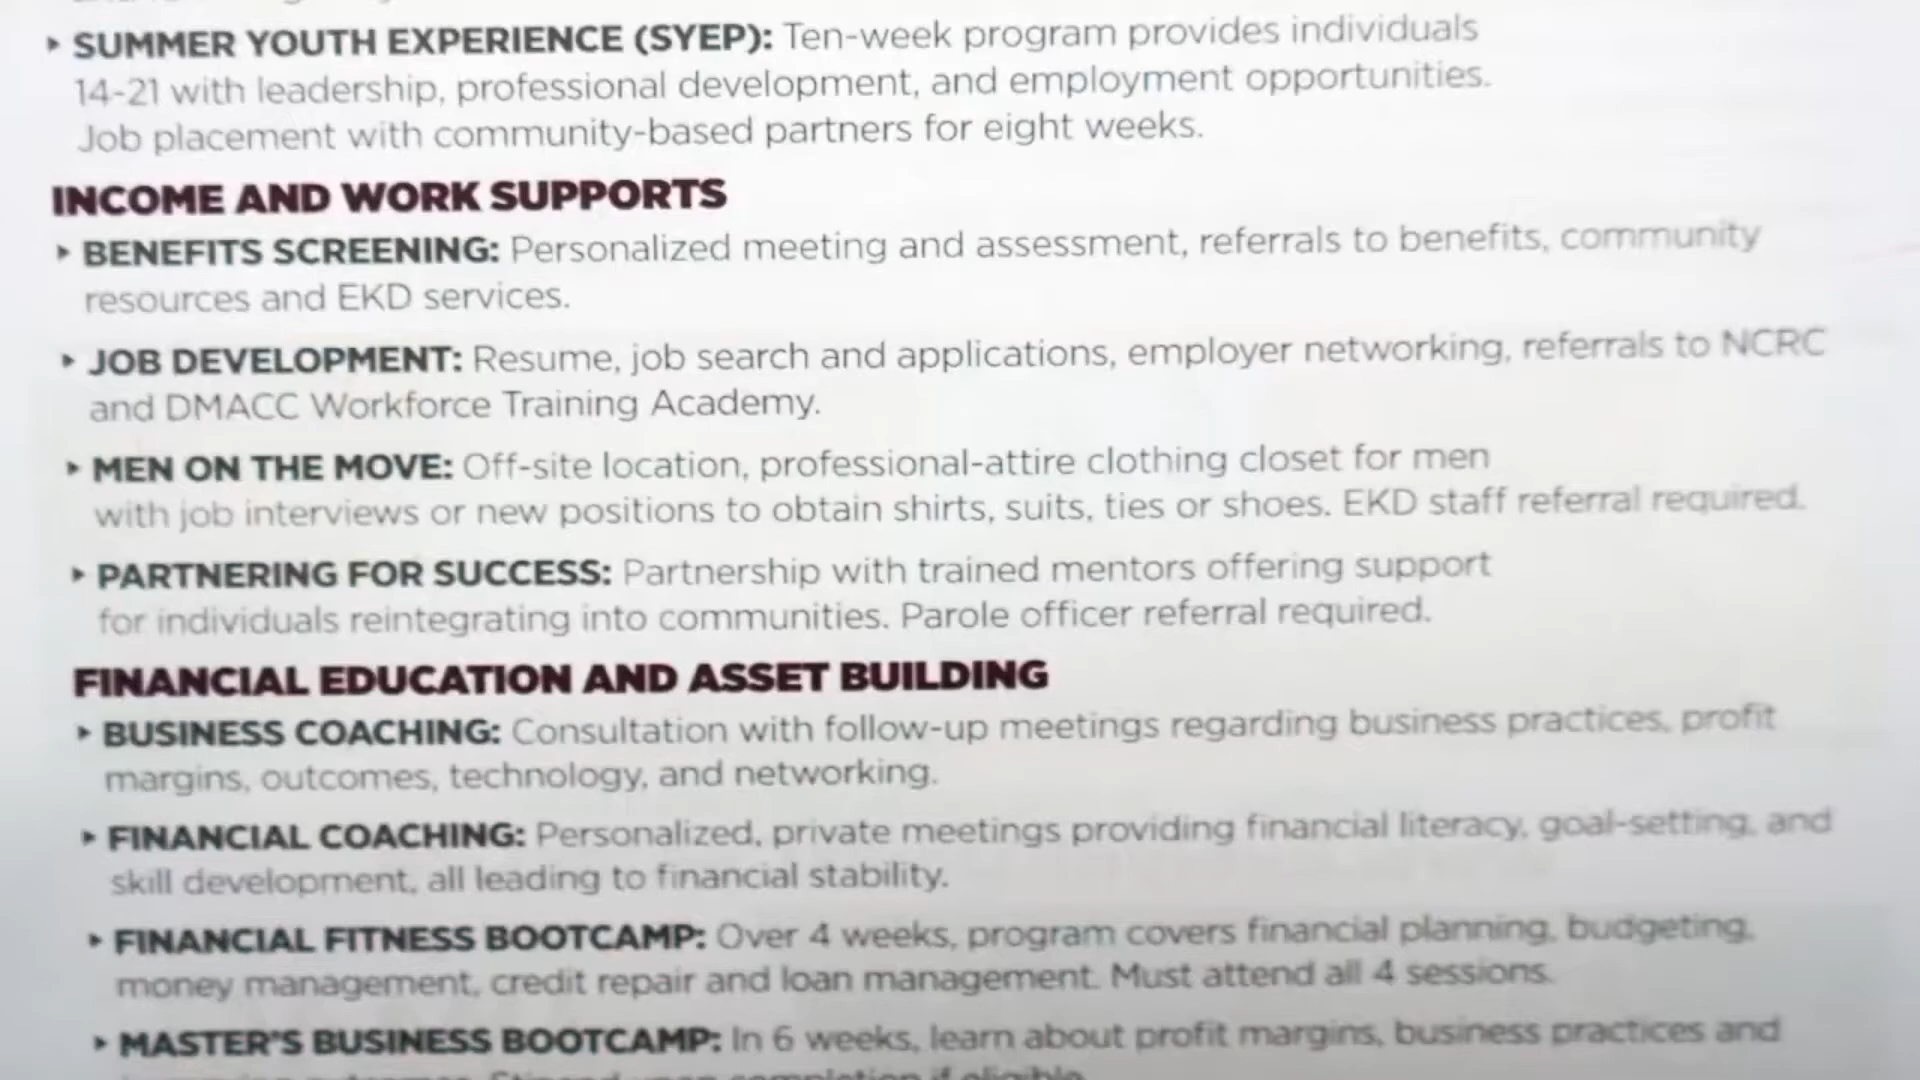 ▸ SUMMER YOUTH EXPERIENCE (SYEP): Ten-week program provides individuals
14-21 with leadership, professional development, and employment opportunities.
Job placement with community-based partners for eight weeks.
INCOME AND WORK SUPPORTS
▸ BENEFITS SCREENING: Personalized meeting and assessment, referrals to benefits, community
resources and EKD services.
▸ JOB DEVELOPMENT: Resume, job search and applications, employer networking, referrals to NCRC
and DMACC Workforce Training Academy.
▸ MEN ON THE MOVE: Off-site location, professional-attire clothing closet for men
with job interviews or new positions to obtain shirts, suits, ties or shoes. EKD staff referral required.
▸ PARTNERING FOR SUCCESS: Partnership with trained mentors offering support
for individuals reintegrating into communities. Parole officer referral required.
FINANCIAL EDUCATION AND ASSET BUILDING
▸ BUSINESS COACHING: Consultation with follow-up meetings regarding business practices, profit
margins, outcomes, technology, and networking.
▸ FINANCIAL COACHING: Personalized, private meetings providing financial literacy, goal-setting, and
skill development, all leading to financial stability.
▸ FINANCIAL FITNESS BOOTCAMP: Over 4 weeks, program covers financial planning, budgeting,
money management, credit repair and loan management. Must attend all 4 sessions.
▸ MASTER'S BUSINESS BOOTCAMP: In 6 weeks, learn about profit margins, business practices and
outcomes. Stipend upon completion if eligible